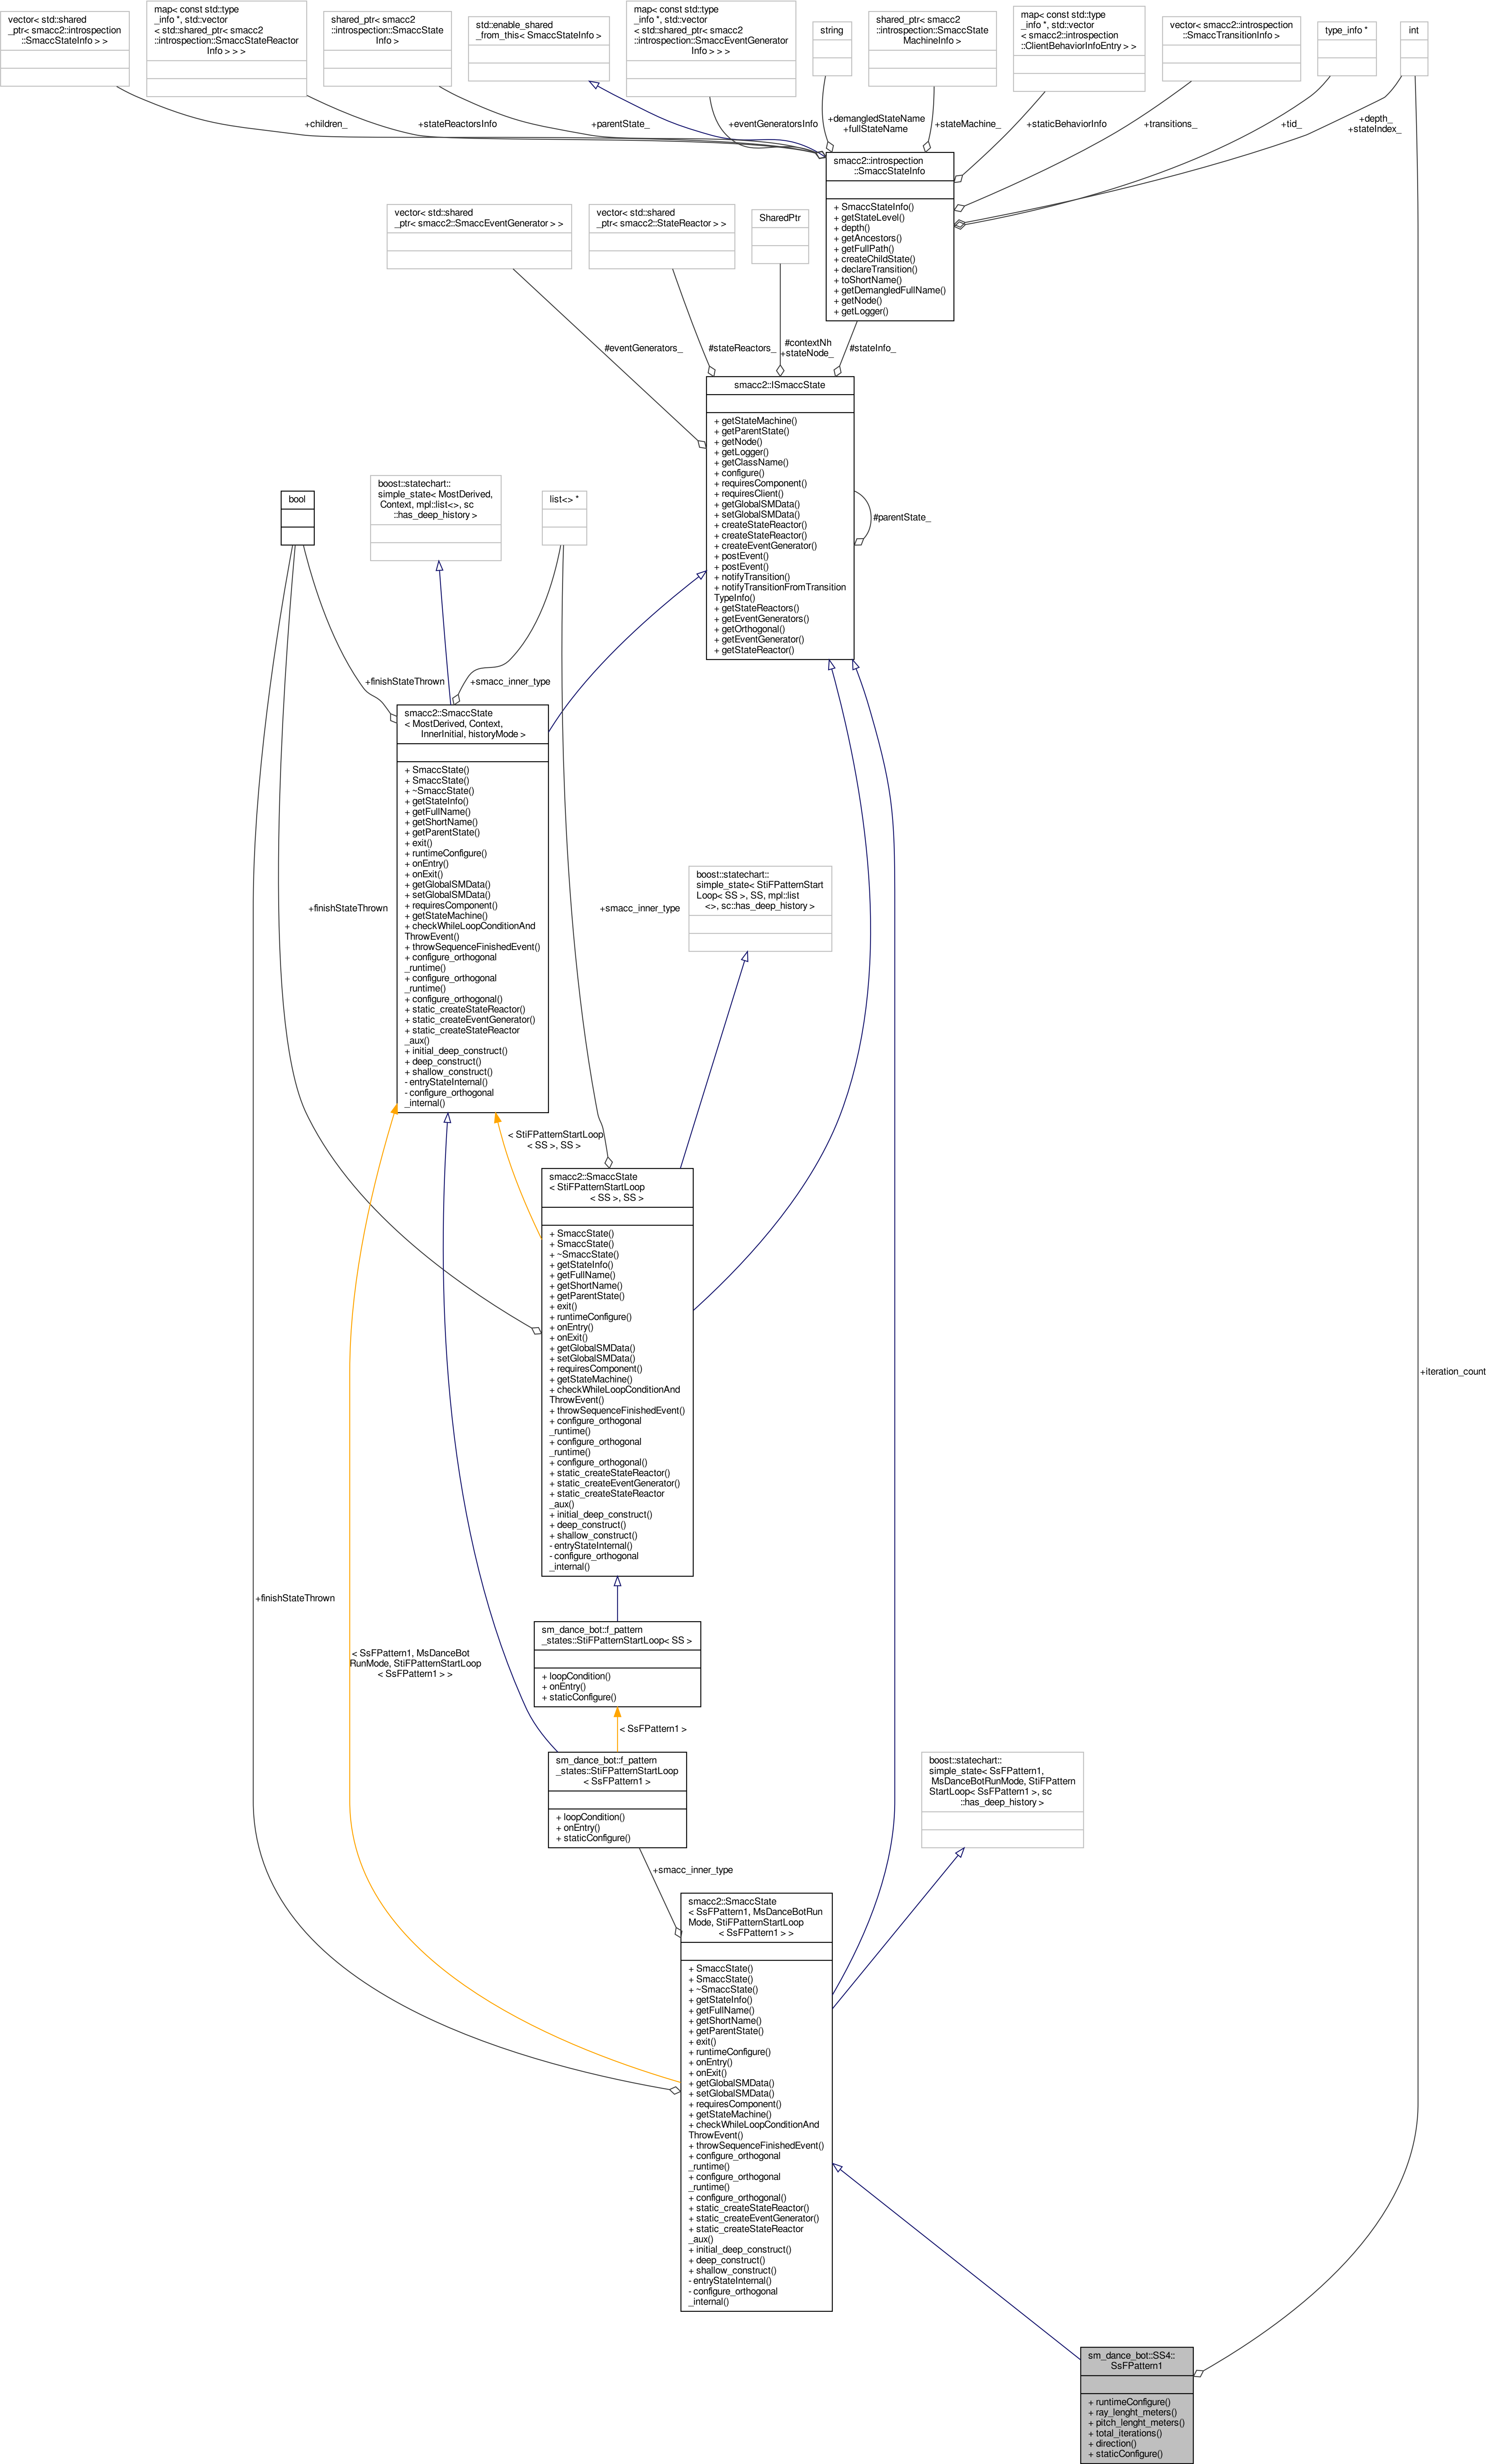 vector< std::shared
_ptr< smacc2::introspection
::SmaccStateInfo > >
map< const std::type
_info *, std::vector
< std::shared_ptr< smacc2
::introspection::SmaccStateReactor
Info > > >
shared_ptr< smacc2
::introspection::SmaccState
Info >
std::enable_shared
_from_this< SmaccStateInfo >
map< const std::type
_info *, std::vector
< std::shared_ptr< smacc2
::introspection::SmaccEventGenerator
Info > > >
string
shared_ptr< smacc2
::introspection::SmaccState
MachineInfo >
map< const std::type
_info *, std::vector
< smacc2::introspection
::ClientBehaviorInfoEntry > >
vector< smacc2::introspection
::SmaccTransitionInfo >
type_info *
int
+children_
+stateReactorsInfo
+parentState_
+eventGeneratorsInfo
+demangledStateName
+fullStateName
+stateMachine_
+staticBehaviorInfo
+transitions_
+tid_
+depth_
+stateIndex_
smacc2::introspection
::SmaccStateInfo
+ SmaccStateInfo()
+ getStateLevel()
+ depth()
+ getAncestors()
+ getFullPath()
+ createChildState()
+ declareTransition()
+ toShortName()
+ getDemangledFullName()
+ getNode()
+ getLogger()
vector< std::shared
_ptr< smacc2::SmaccEventGenerator > >
vector< std::shared
_ptr< smacc2::StateReactor > >
SharedPtr
#eventGenerators_
#stateReactors_
#contextNh
+stateNode_
#stateInfo_
smacc2::ISmaccState
+ getStateMachine()
+ getParentState()
+ getNode()
+ getLogger()
+ getClassName()
+ configure()
+ requiresComponent()
+ requiresClient()
+ getGlobalSMData()
+ setGlobalSMData()
+ createStateReactor()
+ createStateReactor()
+ createEventGenerator()
+ postEvent()
+ postEvent()
+ notifyTransition()
+ notifyTransitionFromTransition
TypeInfo()
+ getStateReactors()
+ getEventGenerators()
+ getOrthogonal()
+ getEventGenerator()
+ getStateReactor()
#parentState_
bool
boost::statechart::
simple_state< MostDerived,
Context, mpl::list<>, sc
::has_deep_history >
list<> *
+finishStateThrown
+smacc_inner_type
smacc2::SmaccState
< MostDerived, Context,
InnerInitial, historyMode >
+ SmaccState()
+ SmaccState()
+ ~SmaccState()
+ getStateInfo()
+ getFullName()
+ getShortName()
+ getParentState()
+ exit()
+ runtimeConfigure()
+ onEntry()
+ onExit()
+ getGlobalSMData()
+ setGlobalSMData()
+ requiresComponent()
+ getStateMachine()
+ checkWhileLoopConditionAnd
ThrowEvent()
+ throwSequenceFinishedEvent()
+ configure_orthogonal
_runtime()
+ configure_orthogonal
_runtime()
+ configure_orthogonal()
+ static_createStateReactor()
+ static_createEventGenerator()
+ static_createStateReactor
_aux()
+ initial_deep_construct()
+ deep_construct()
+ shallow_construct()
- entryStateInternal()
- configure_orthogonal
_internal()
+finishStateThrown
+smacc_inner_type
boost::statechart::
simple_state< StiFPatternStart
Loop< SS >, SS, mpl::list
<>, sc::has_deep_history >
< StiFPatternStartLoop
< SS >, SS >
smacc2::SmaccState
< StiFPatternStartLoop
< SS >, SS >
+ SmaccState()
+ SmaccState()
+ ~SmaccState()
+ getStateInfo()
+ getFullName()
+ getShortName()
+ getParentState()
+ exit()
+ runtimeConfigure()
+ onEntry()
+ onExit()
+ getGlobalSMData()
+ setGlobalSMData()
+ requiresComponent()
+ getStateMachine()
+ checkWhileLoopConditionAnd
ThrowEvent()
+ throwSequenceFinishedEvent()
+ configure_orthogonal
_runtime()
+ configure_orthogonal
_runtime()
+ configure_orthogonal()
+ static_createStateReactor()
+ static_createEventGenerator()
+ static_createStateReactor
_aux()
+ initial_deep_construct()
+ deep_construct()
+ shallow_construct()
- entryStateInternal()
- configure_orthogonal
_internal()
+iteration_count
+finishStateThrown
< SsFPattern1, MsDanceBot
RunMode, StiFPatternStartLoop
< SsFPattern1 > >
sm_dance_bot::f_pattern
_states::StiFPatternStartLoop< SS >
+ loopCondition()
+ onEntry()
+ staticConfigure()
< SsFPattern1 >
sm_dance_bot::f_pattern
_states::StiFPatternStartLoop
< SsFPattern1 >
+ loopCondition()
+ onEntry()
+ staticConfigure()
boost::statechart::
simple_state< SsFPattern1,
MsDanceBotRunMode, StiFPattern
StartLoop< SsFPattern1 >, sc
::has_deep_history >
+smacc_inner_type
smacc2::SmaccState
< SsFPattern1, MsDanceBotRun
Mode, StiFPatternStartLoop
< SsFPattern1 > >
+ SmaccState()
+ SmaccState()
+ ~SmaccState()
+ getStateInfo()
+ getFullName()
+ getShortName()
+ getParentState()
+ exit()
+ runtimeConfigure()
+ onEntry()
+ onExit()
+ getGlobalSMData()
+ setGlobalSMData()
+ requiresComponent()
+ getStateMachine()
+ checkWhileLoopConditionAnd
ThrowEvent()
+ throwSequenceFinishedEvent()
+ configure_orthogonal
_runtime()
+ configure_orthogonal
_runtime()
+ configure_orthogonal()
+ static_createStateReactor()
+ static_createEventGenerator()
+ static_createStateReactor
_aux()
+ initial_deep_construct()
+ deep_construct()
+ shallow_construct()
- entryStateInternal()
- configure_orthogonal
_internal()
sm_dance_bot::SS4::
SsFPattern1
+ runtimeConfigure()
+ ray_lenght_meters()
+ pitch_lenght_meters()
+ total_iterations()
+ direction()
+ staticConfigure()